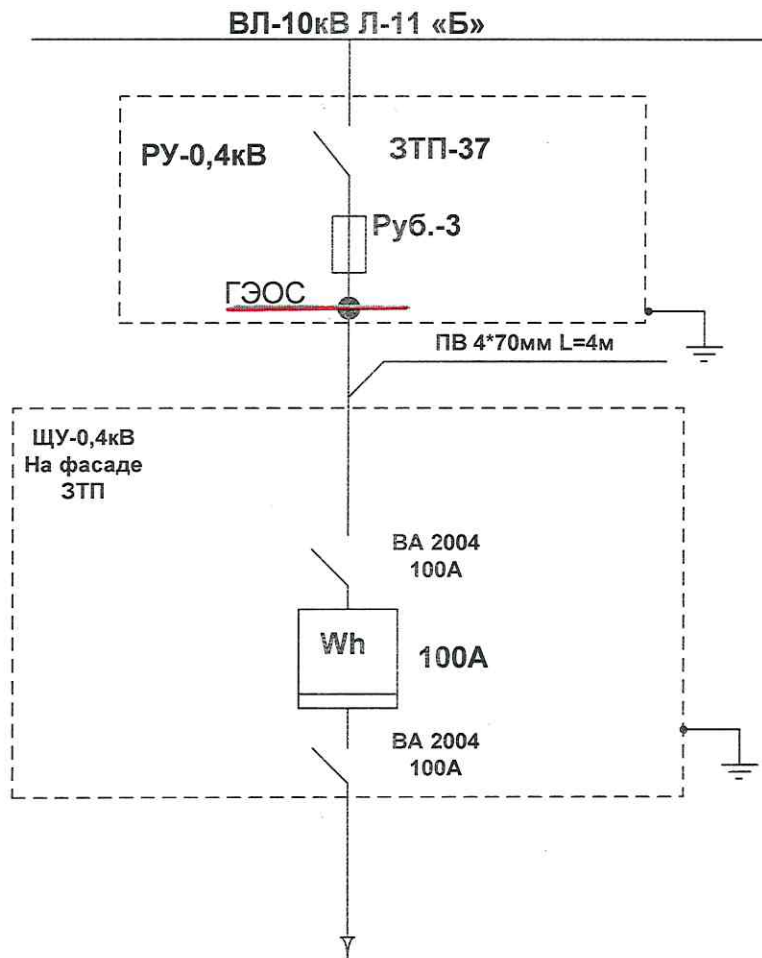 ВЛ-10кВ Л-11 «Б»
РУ-0,4кВ
ЗТП-37
Руб.-3
ГЭОС
ПВ 4*70мм L=4м
ЩУ-0,4кВ
На фасаде
ЗТП
ВА 2004
100А
Wh
100А
ВА 2004
100А